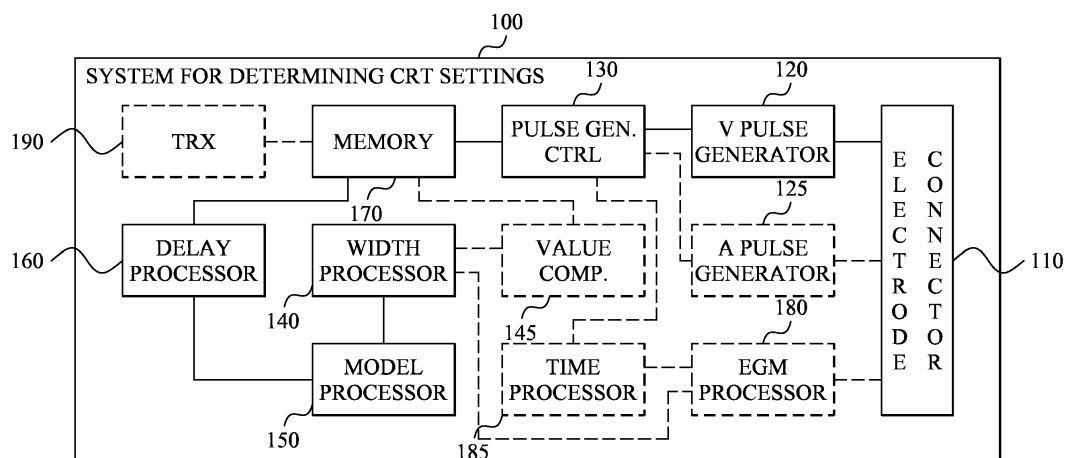 100
SYSTEM FOR DETERMINING CRT SETTINGS
130
120
190
TRX
MEMORY
PULSE GEN.
CTRL
V PULSE
GENERATOR
ELECTRODE
CONNECTOR
170
125
160
DELAY
PROCESSOR
WIDTH
PROCESSOR
VALUE
COMP.
A PULSE
GENERATOR
110
140
145
180
MODEL
PROCESSOR
TIME
PROCESSOR
EGM
PROCESSOR
150
185